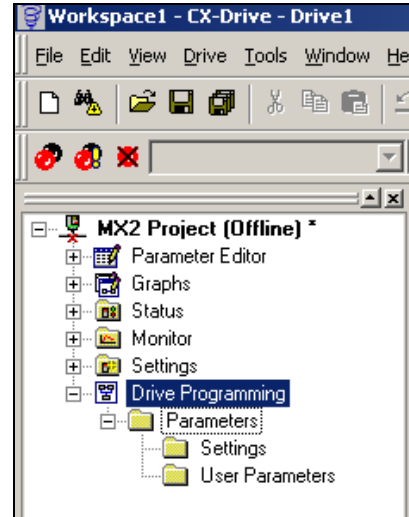 Workspace1 - CX-Drive - Drive1
File Edit View Drive Tools Window He
MX2 Project (Offline) *
Parameter Editor
Graphs
Status
Monitor
Settings
Drive Programming
Parameters
Settings
User Parameters